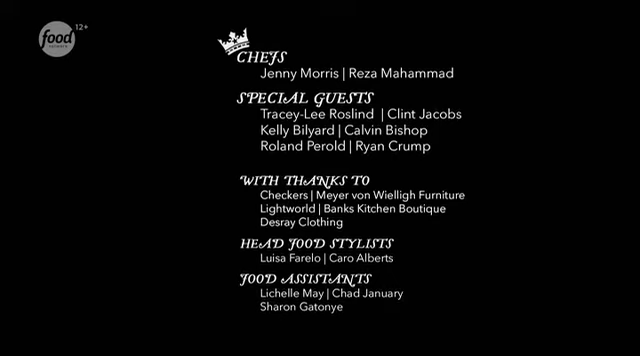 food
network
12+
CHEFS
Jenny Morris | Reza Mahammad
SPECIAL GUESTS
Tracey-Lee Roslind | Clint Jacobs
Kelly Bilyard | Calvin Bishop
Roland Perold | Ryan Crump
WITH THANKS TO
Checkers | Meyer von Wielligh Furniture
Lightworld | Banks Kitchen Boutique
Desray Clothing
HEAD FOOD STYLISTS
Luisa Farelo | Caro Alberts
FOOD ASSISTANTS
Lichelle May | Chad January
Sharon Gatonye